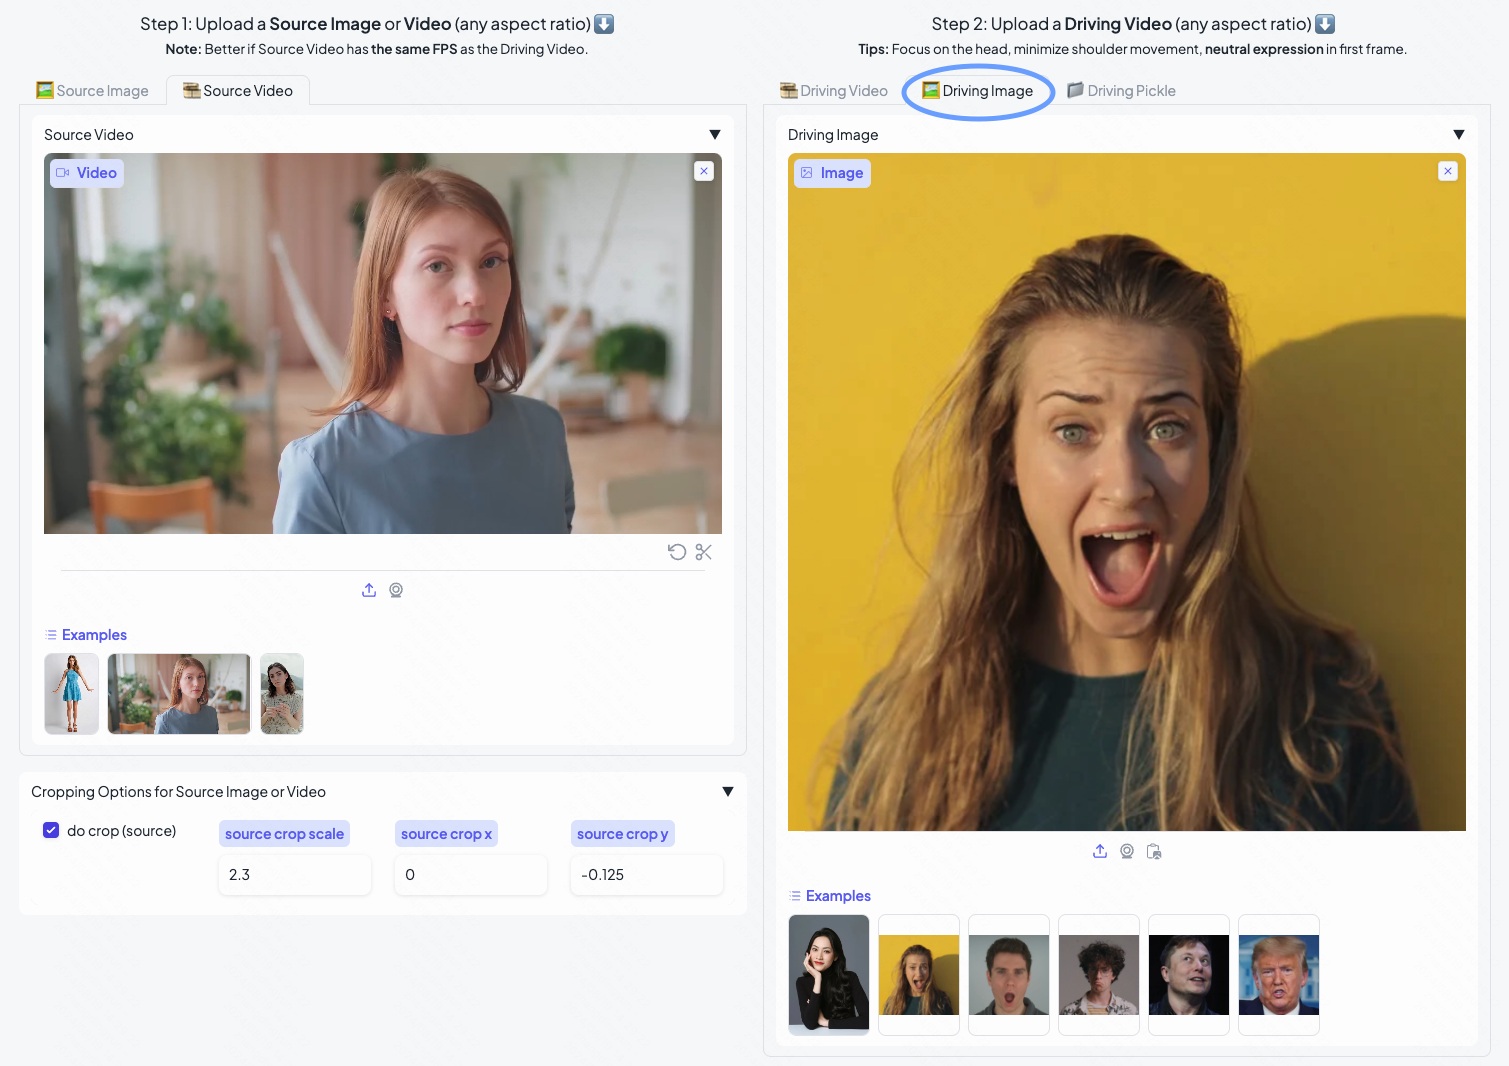 Step 1: Upload a Source Image or Video (any aspect ratio) ⬇️
Note: Better if Source Video has the same FPS as the Driving Video.
Source Image
Source Video
Source Video
Video
Examples
Cropping Options for Source Image or Video
do crop (source)
source crop scale
source crop x
source crop y
2.3
0
-0.125
Step 2: Upload a Driving Video (any aspect ratio) ⬇️
Tips: Focus on the head, minimize shoulder movement, neutral expression in first frame.
Driving Video
Driving Image
Driving Pickle
Driving Image
Image
Examples